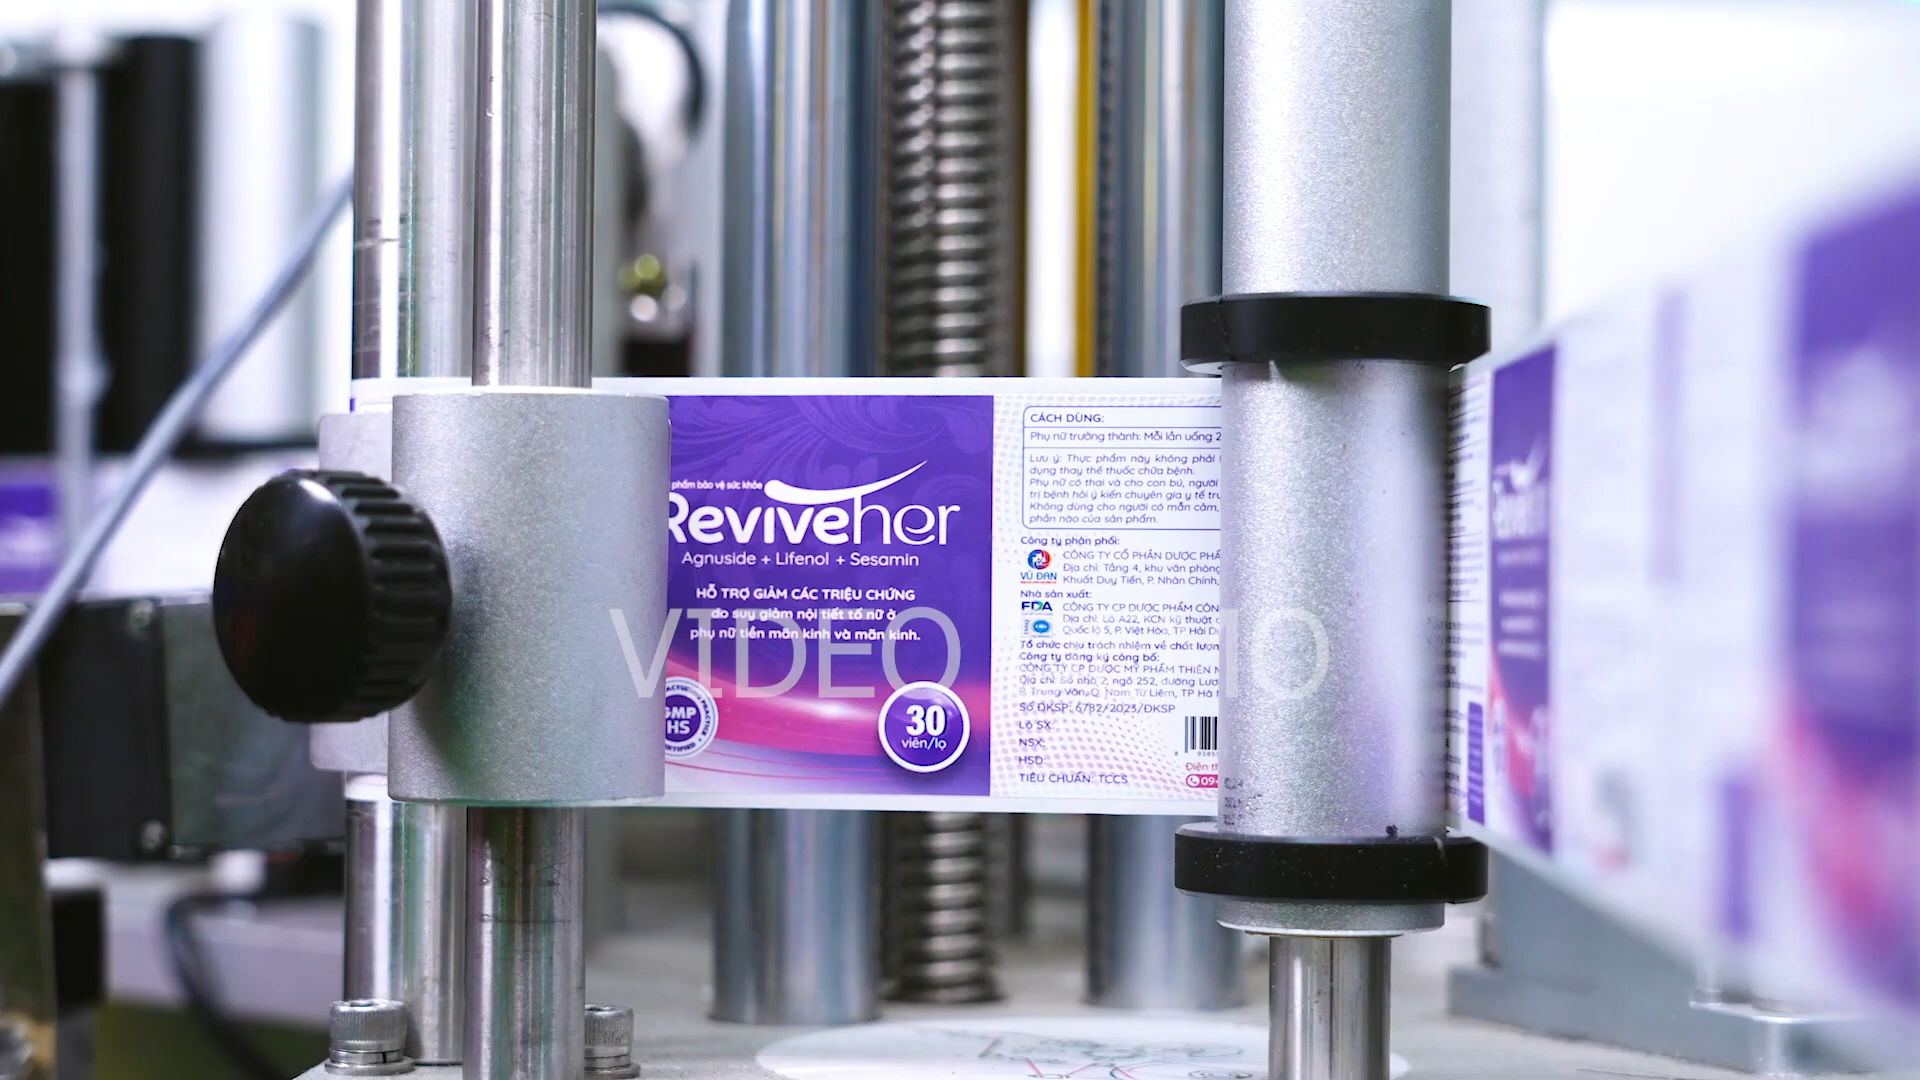 phẩm bảo vệ sức khỏe
Reviveher
Agnuside + Lifenol + Sesamin
HỖ TRỢ GIẢM CÁC TRIỆU CHỨNG
do suy giảm nội tiết tố nữ ở
phụ nữ tiền mãn kinh và mãn kinh.
GMP
HS
30
viên/lọ
CÁCH DÙNG:
Phụ nữ trưởng thành: Mỗi lần uống 2
Lưu ý: Thực phẩm này không phải
dụng thay thế thuốc chữa bệnh.
Phụ nữ có thai và cho con bú, người
trị bệnh hỏi ý kiến chuyên gia y tế
Không dùng cho người có mẫn cảm,
phần nào của sản phẩm.
Công ty phân phối:
VŨ ĐAN
CÔNG TY CỔ PHẦN DƯỢC
Địa chỉ: Tầng 4, khu văn phòng
Khuất Duy Tiến, P. Nhân Chính,
Nhà sản xuất:
FDA
CÔNG TY CP DƯỢC PHẨM
Địa chỉ: Lô A22, KCN kỹ thuật
Quốc lộ 5, P. Việt Hòa, TP Hải
Tổ chức chịu trách nhiệm về chất
Công ty đăng ký công bố:
CÔNG TY CP DƯỢC MỸ PHẨM THIÊN
Địa chỉ: Số nhà 2, ngõ 252, đường
P. Trung Văn, Q. Nam Từ Liêm, TP Hà
Số ĐKSP: 6782/2023/ĐKSP
Lô SX:
NSX:
HSD
TIÊU CHUẨN: TCCS
Điện
VIDEO